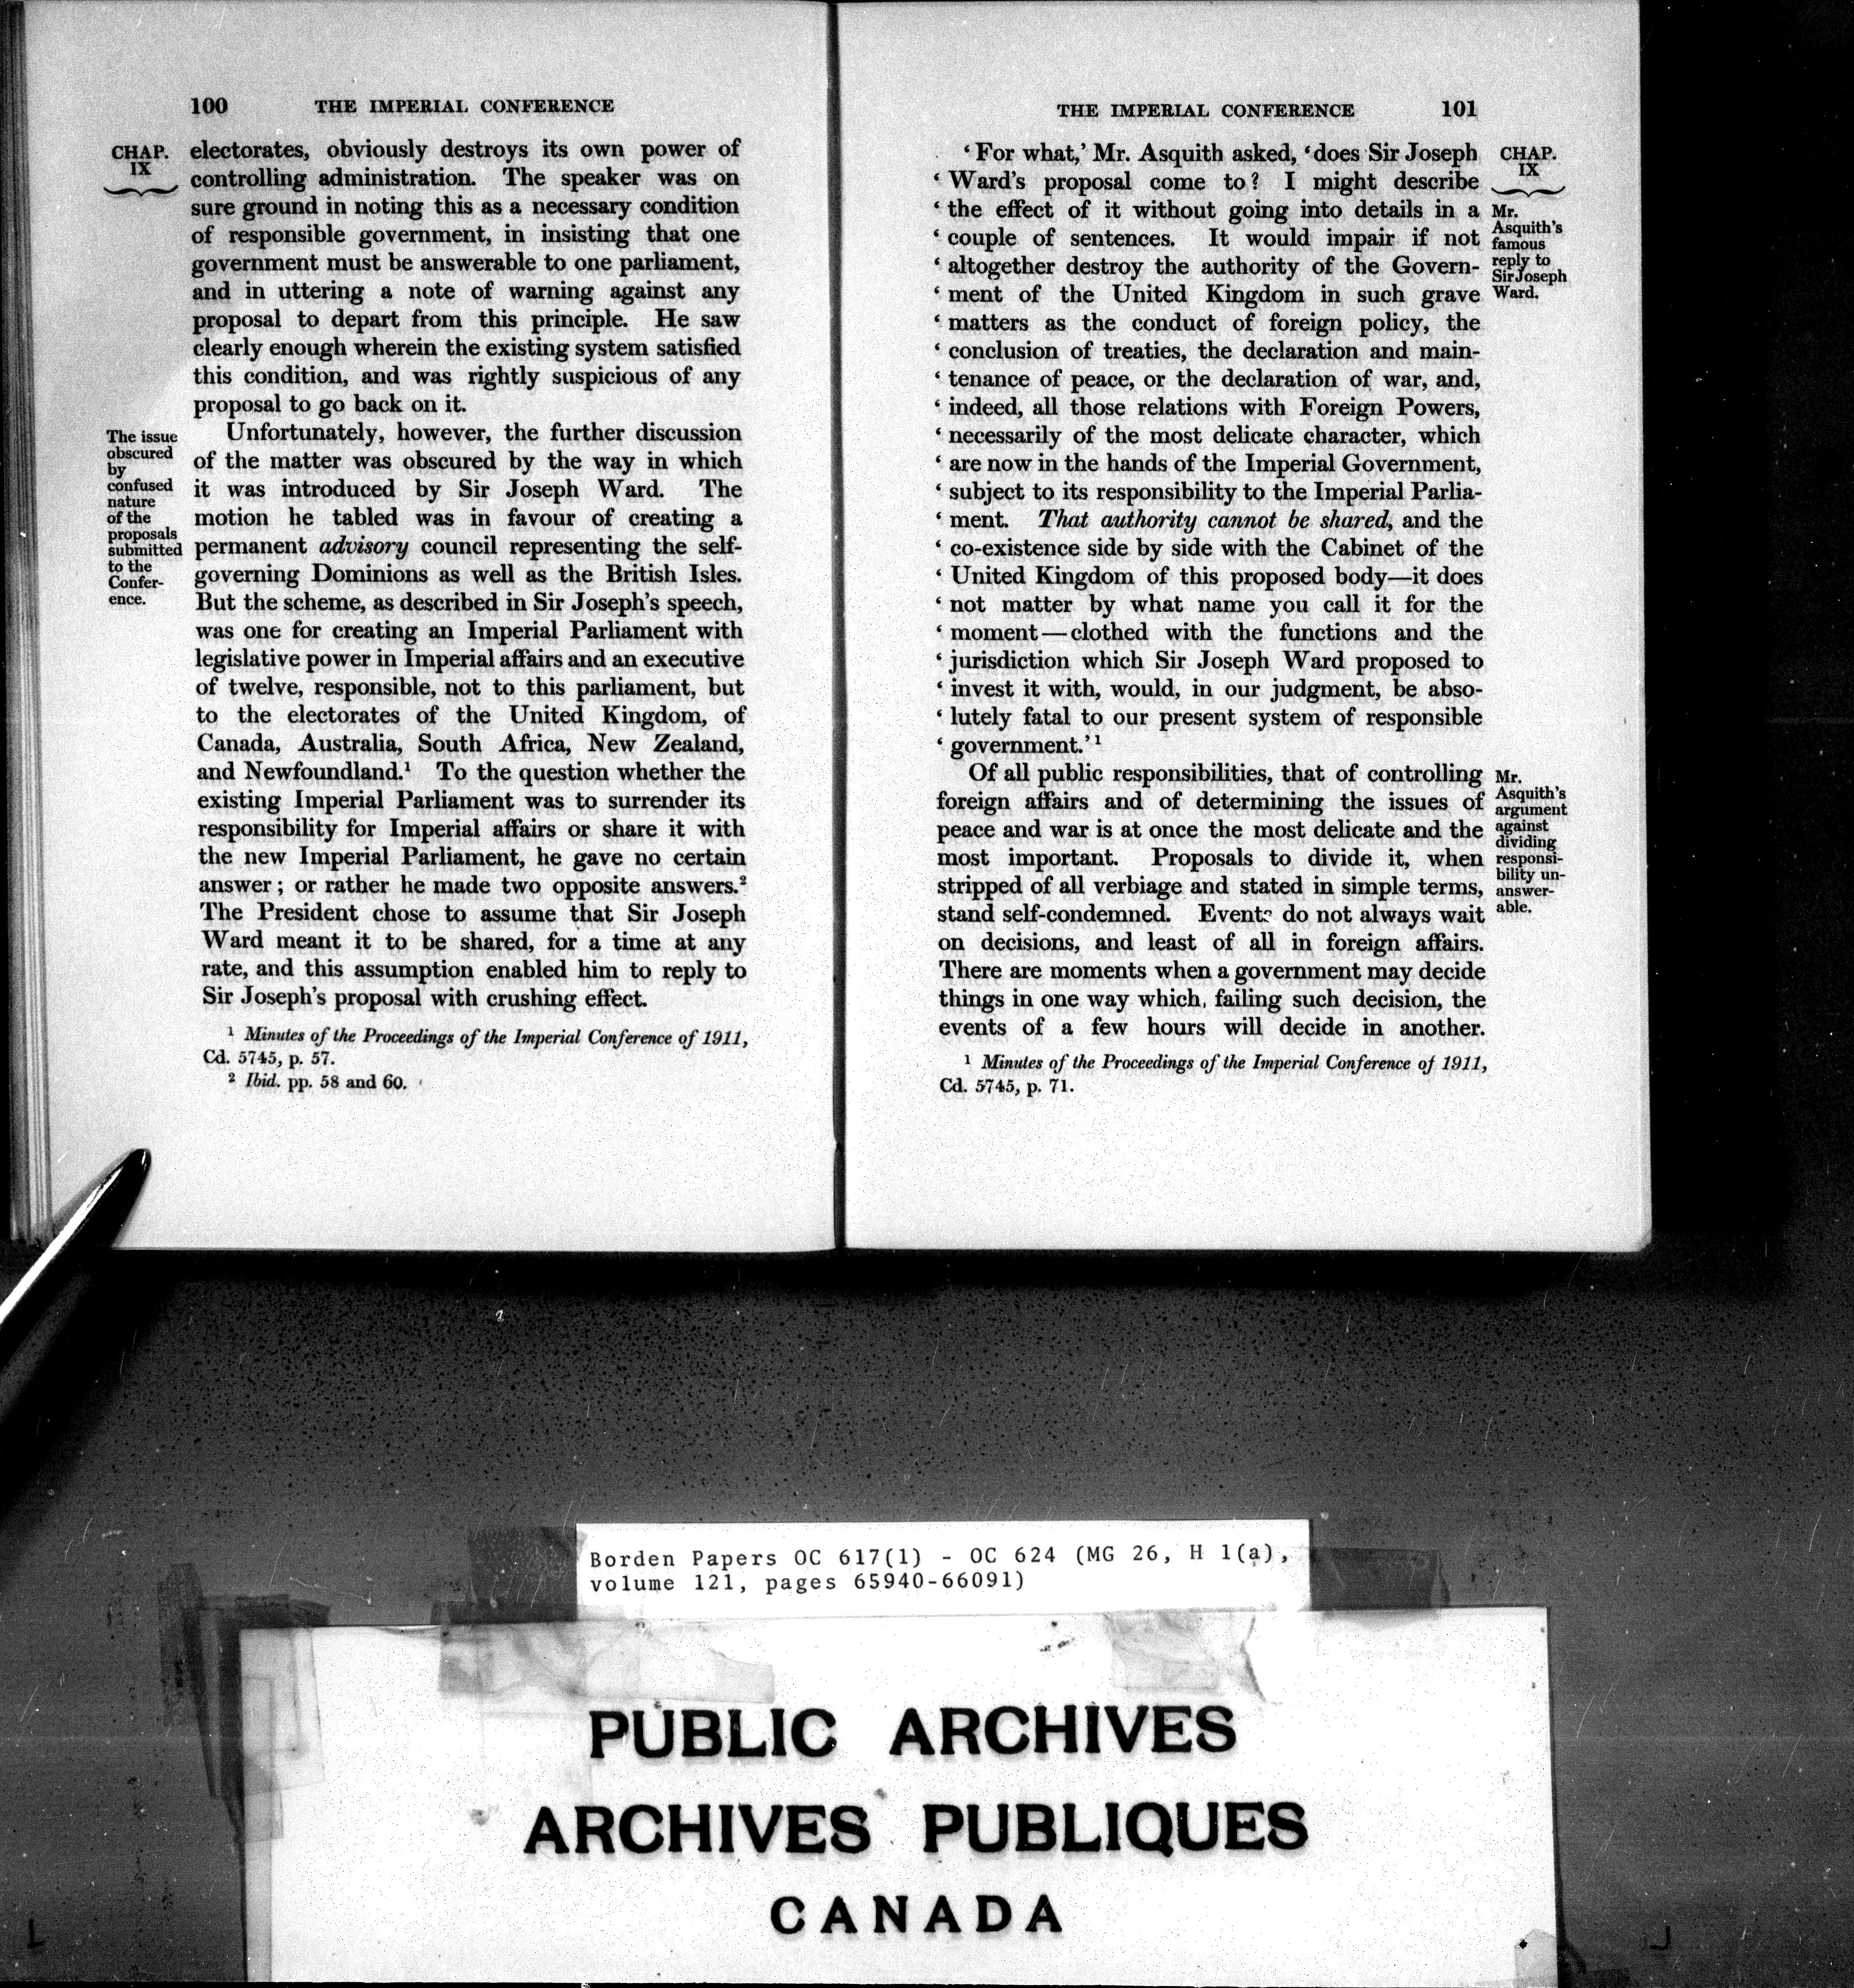 100 THE IMPERIAL CONFERENCE
CHAP.
IX
electorates, obviously destroys its own power of
controlling administration. The speaker was on
sure ground in noting this as a necessary condition
of responsible government, in insisting that one
government must be answerable to one parliament,
and in uttering a note of warning against any
proposal to depart from this principle. He saw
clearly enough wherein the existing system satisfied
this condition, and was rightly suspicious of any
proposal to go back on it.
The issue
obscured
by
confused
nature
of the
proposals
submitted
to the
Confer-
ence.
Unfortunately, however, the further discussion
of the matter was obscured by the way in which
it was introduced by Sir Joseph Ward. The
motion he tabled was in favour of creating a
permanent advisory council representing the self-
governing Dominions as well as the British Isles.
But the scheme, as described in Sir Joseph's speech,
was one for creating an Imperial Parliament with
legislative power in Imperial affairs and an executive
of twelve, responsible, not to this parliament, but
to the electorates of the United Kingdom, of
Canada, Australia, South Africa, New Zealand,
and Newfoundland.¹ To the question whether the
existing Imperial Parliament was to surrender its
responsibility for Imperial affairs or share it with
the new Imperial Parliament, he gave no certain
answer; or rather he made two opposite answers.²
The President chose to assume that Sir Joseph
Ward meant it to be shared, for a time at any
rate, and this assumption enabled him to reply to
Sir Joseph's proposal with crushing effect.
¹ Minutes of the Proceedings of the Imperial Conference of 1911,
Cd. 5745, p. 57.
² Ibid. pp. 58 and 60.
THE IMPERIAL CONFERENCE 101
CHAP.
IX
‘For what,’ Mr. Asquith asked, ‘does Sir Joseph
‘Ward's proposal come to? I might describe
‘the effect of it without going into details in a
‘couple of sentences. It would impair if not
‘altogether destroy the authority of the Govern-
‘ment of the United Kingdom in such grave
‘matters as the conduct of foreign policy, the
‘conclusion of treaties, the declaration and main-
‘tenance of peace, or the declaration of war, and,
‘indeed, all those relations with Foreign Powers,
‘necessarily of the most delicate character, which
‘are now in the hands of the Imperial Government,
‘subject to its responsibility to the Imperial Parlia-
‘ment. That authority cannot be shared, and the
‘co-existence side by side with the Cabinet of the
‘United Kingdom of this proposed body—it does
‘not matter by what name you call it for the
‘moment—clothed with the functions and the
‘jurisdiction which Sir Joseph Ward proposed to
‘invest it with, would, in our judgment, be abso-
‘lutely fatal to our present system of responsible
‘government.’¹
Mr.
Asquith's
famous
reply to
Sir Joseph
Ward.
Of all public responsibilities, that of controlling
foreign affairs and of determining the issues of
peace and war is at once the most delicate and the
most important. Proposals to divide it, when
stripped of all verbiage and stated in simple terms,
stand self-condemned. Events do not always wait
on decisions, and least of all in foreign affairs.
There are moments when a government may decide
things in one way which, failing such decision, the
events of a few hours will decide in another.
Mr.
Asquith's
argument
against
dividing
responsi-
bility un-
answer-
able.
¹ Minutes of the Proceedings of the Imperial Conference of 1911,
Cd. 5745, p. 71.
Borden Papers OC 617(1) - OC 624 (MG 26, H 1(a),
volume 121, pages 65940-66091)
PUBLIC ARCHIVES
ARCHIVES PUBLIQUES
CANADA